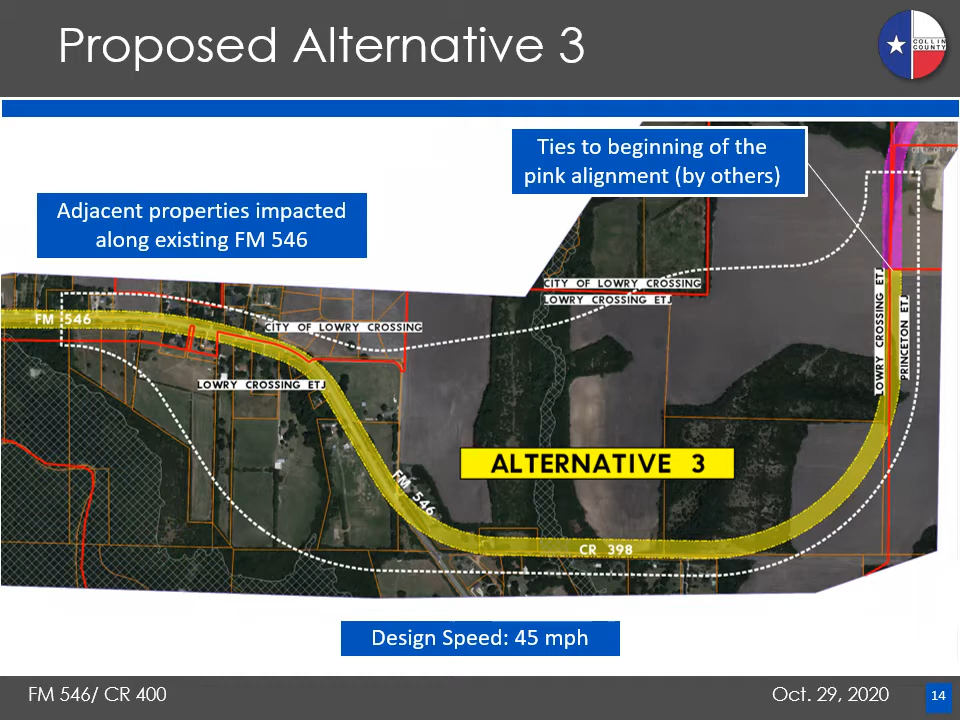 Proposed Alternative 3
COLLIN
COUNTY
Ties to beginning of the
pink alignment (by others)
Adjacent properties impacted
along existing FM 546
CITY OF LOWRY CROSSING
LOWRY CROSSING ETJ
FM 546
CITY OF LOWRY CROSSING
LOWRY CROSSING ETJ
LOWRY CROSSING ETJ
PRINCETON ETJ
ALTERNATIVE 3
FM 546
CR 398
Design Speed: 45 mph
FM 546/ CR 400
Oct. 29, 2020
14